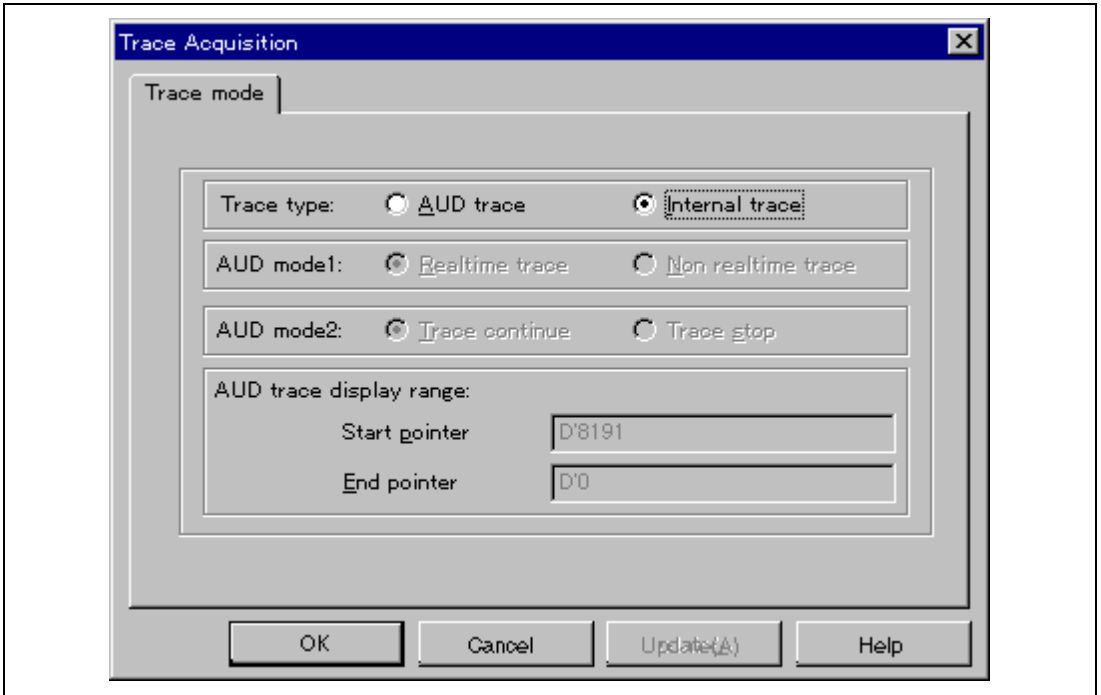 Trace Acquisition
Trace mode
Trace type: AUD trace Internal trace
AUD mode1: Realtime trace Non realtime trace
AUD mode2: Trace continue Trace stop
AUD trace display range:
Start pointer D'8191
End pointer D'0
OK Cancel Update(A) Help